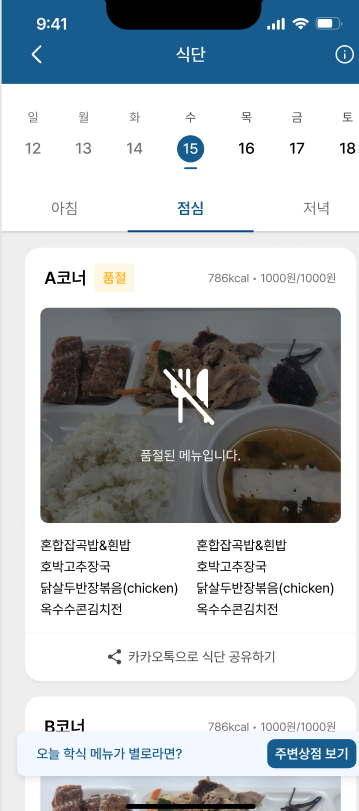 9:41
식단
일 월 화 수 목 금 토
12 13 14 15 16 17 18
아침 점심 저녁
A코너 품절 786kcal • 1000원/1000원
품절된 메뉴입니다.
혼합잡곡밥&흰밥 혼합잡곡밥&흰밥
호박고추장국 호박고추장국
닭살두반장볶음(chicken) 닭살두반장볶음(chicken)
옥수수콘김치전 옥수수콘김치전
카카오톡으로 식단 공유하기
B코너 786kcal • 1000원/1000원
오늘 학식 메뉴가 별로라면? 주변상점 보기